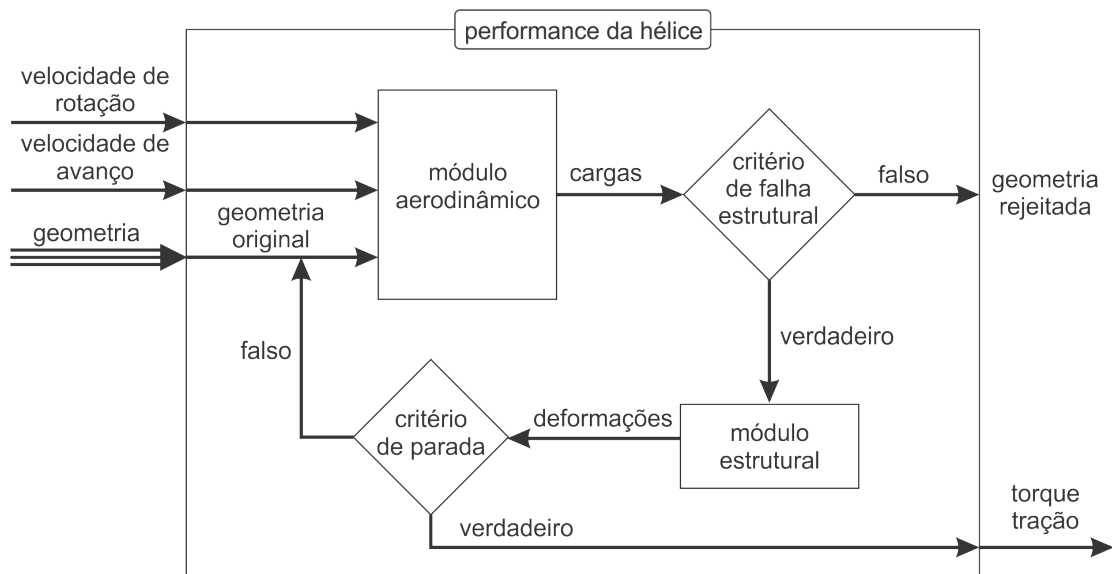 performance da hélice
velocidade de
rotação
velocidade de
avanço
geometria
geometria
original
módulo
aerodinâmico
cargas
critério
de falha
estrutural
falso
geometria
rejeitada
verdadeiro
falso
critério
de parada
deformações
módulo
estrutural
verdadeiro
torque
tração